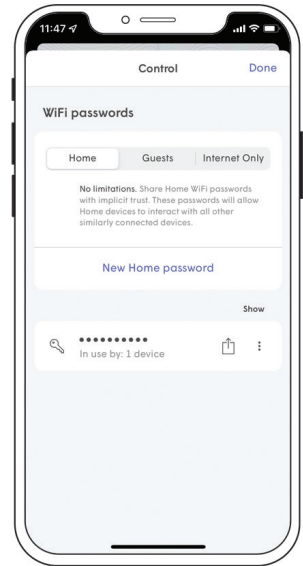 11:47
Control Done
WiFi passwords
Home Guests Internet Only
No limitations. Share Home WiFi passwords
with implicit trust. These passwords will allow
Home devices to interact with all other
similarly connected devices.
New Home password
Show
••••••••••
In use by: 1 device